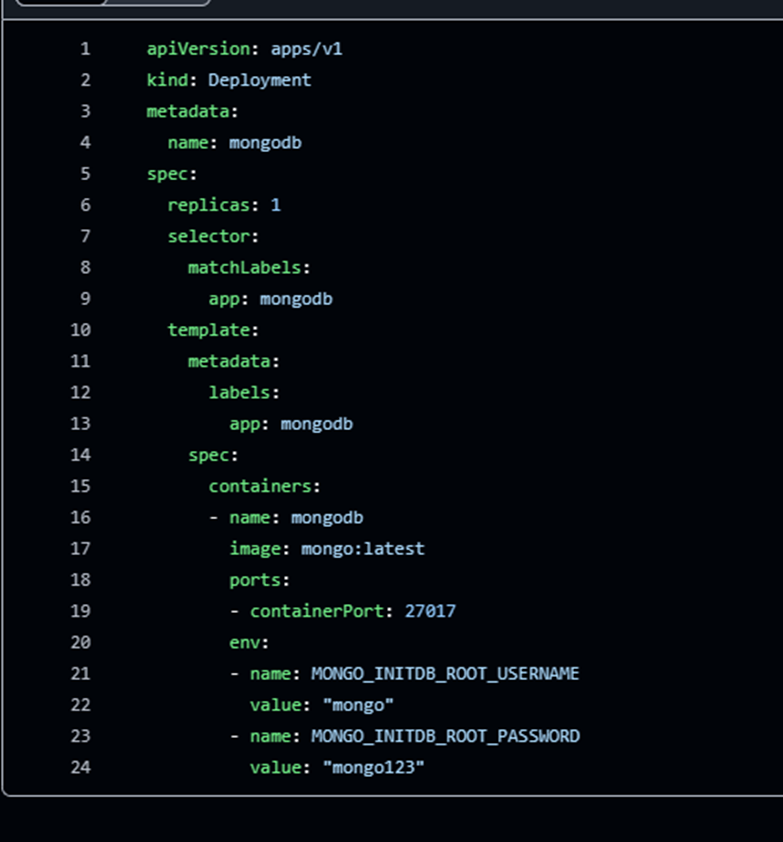 1 apiVersion: apps/v1
2 kind: Deployment
3 metadata:
4   name: mongodb
5 spec:
6   replicas: 1
7   selector:
8     matchLabels:
9       app: mongodb
10   template:
11     metadata:
12       labels:
13         app: mongodb
14     spec:
15       containers:
16       - name: mongodb
17         image: mongo:latest
18         ports:
19         - containerPort: 27017
20         env:
21         - name: MONGO_INITDB_ROOT_USERNAME
22           value: "mongo"
23         - name: MONGO_INITDB_ROOT_PASSWORD
24           value: "mongo123"